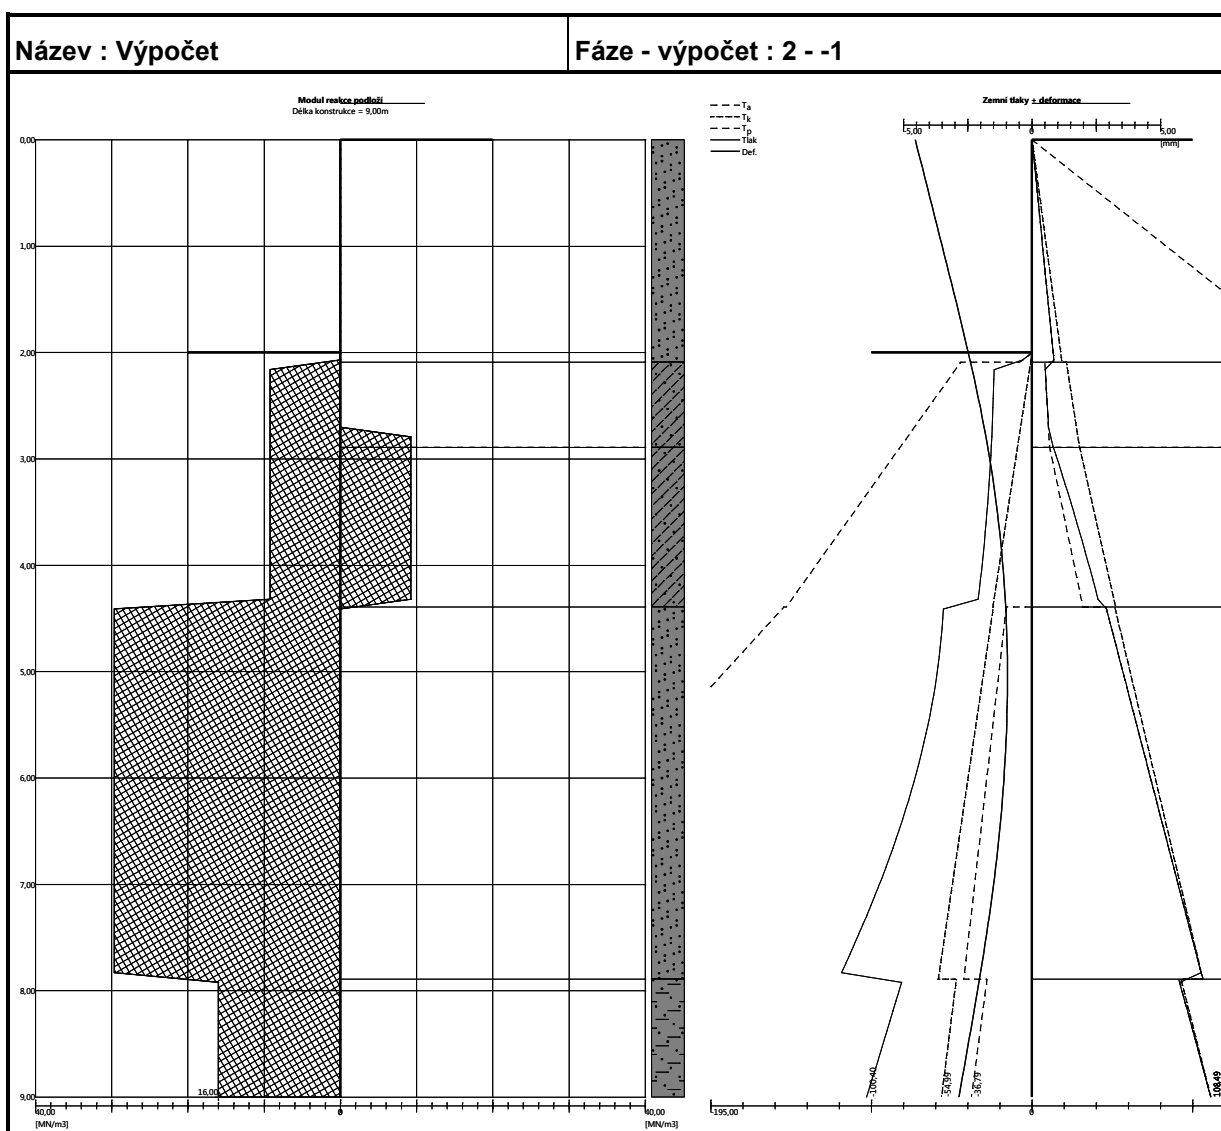 Název : Výpočet
Fáze - výpočet : 2 - -1
Modul reakce podloží
Délka konstrukce = 9,00m
Zemní tlaky + deformace
Ta
Tk
Tp
Tlak
Def.
-5,00
0
5,00
[mm]
0,00
1,00
2,00
3,00
4,00
5,00
6,00
7,00
8,00
9,00
16,00
-100,40
-54,99
-36,79
108,49
40,00
0
40,00
[MN/m3]
[MN/m3]
-195,00
0